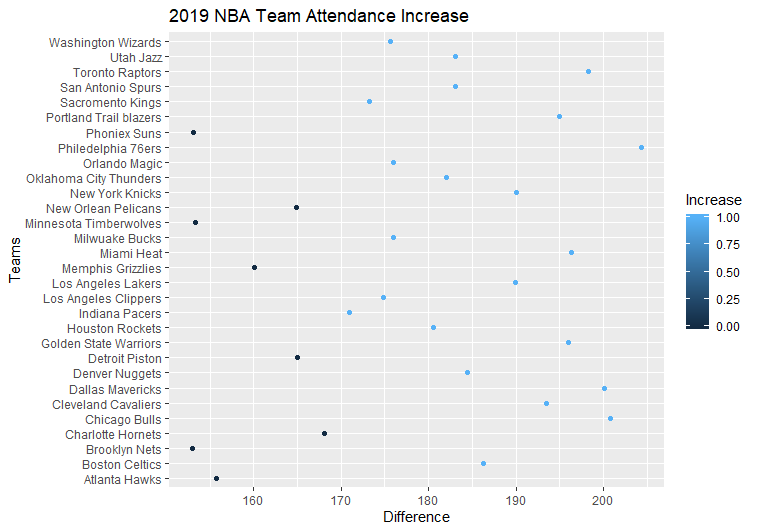 2019 NBA Team Attendance Increase
Washington Wizards
Utah Jazz
Toronto Raptors
San Antonio Spurs
Sacromento Kings
Portland Trail blazers
Phoniex Suns
Philedelphia 76ers
Orlando Magic
Oklahoma City Thunders
New York Knicks
New Orlean Pelicans
Minnesota Timberwolves
Milwuake Bucks
Miami Heat
Memphis Grizzlies
Los Angeles Lakers
Los Angeles Clippers
Indiana Pacers
Houston Rockets
Golden State Warriors
Detroit Piston
Denver Nuggets
Dallas Mavericks
Cleveland Cavaliers
Chicago Bulls
Charlotte Hornets
Brooklyn Nets
Boston Celtics
Atlanta Hawks
Teams
160 170 180 190 200
Difference
Increase
1.00
0.75
0.50
0.25
0.00